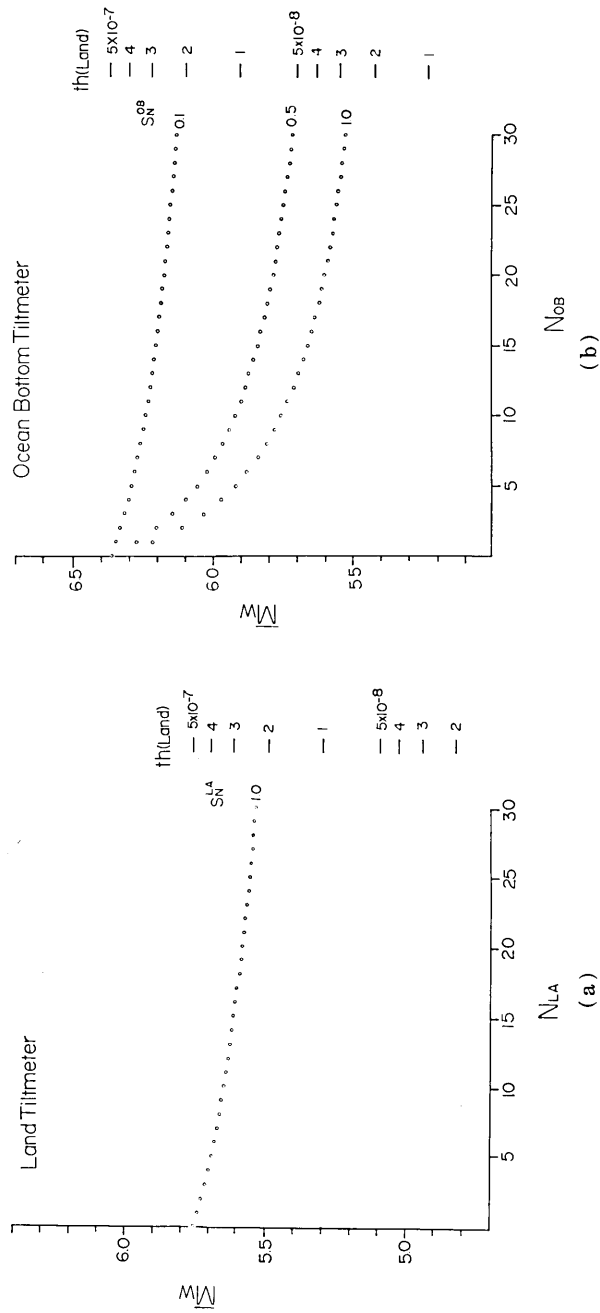 Land Tiltmeter
M̅w
6.0
5.5
5.0
5
10
15
20
25
30
N_LA
S_N^LA
1.0
th(Land)
5x10⁻⁷
4
3
2
1
5x10⁻⁸
4
3
2
(a)
Ocean Bottom Tiltmeter
M̅w
6.5
6.0
5.5
5
10
15
20
25
30
N_OB
S_N^OB
0.1
0.5
1.0
th(Land)
5x10⁻⁷
4
3
2
1
5x10⁻⁸
4
3
2
1
(b)